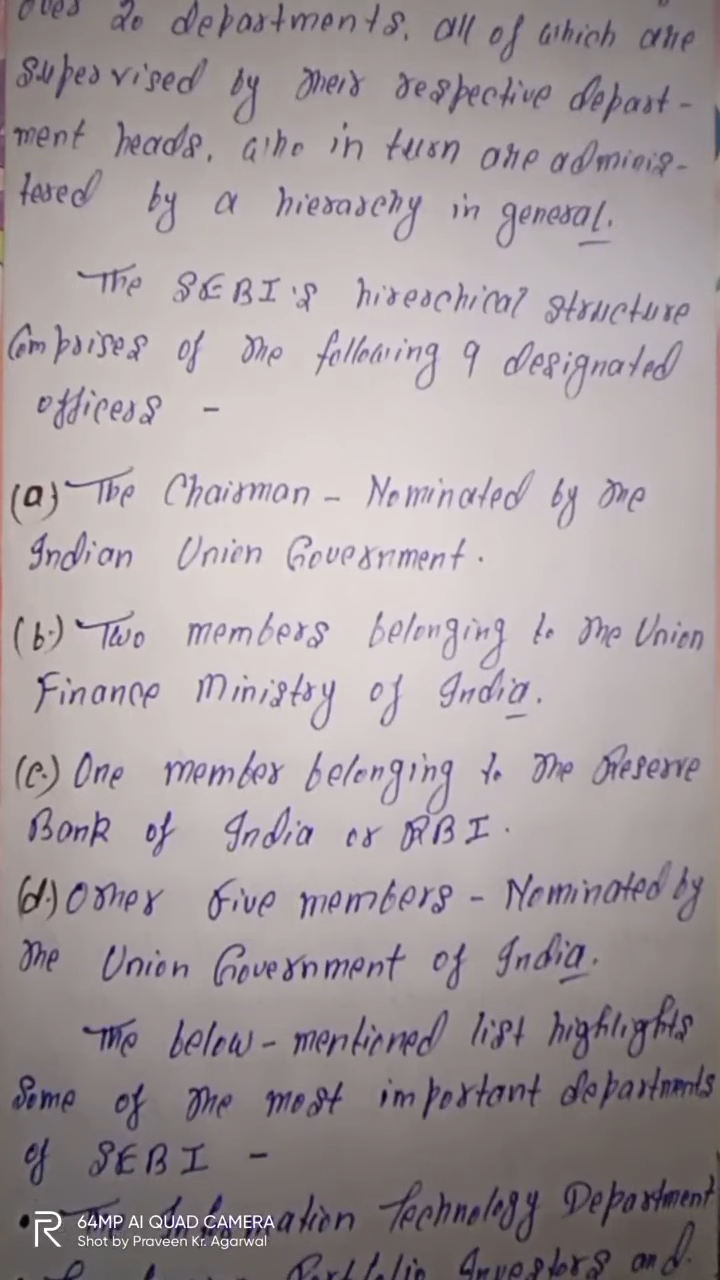 over 20 departments, all of which are
supervised by their respective depart-
ment heads, who in turn are adminis-
tered by a hierarchy in general.
The SEBI's hirerchical structure
Comprises of the following 9 designated
officers -
(a) The Chairman - Nominated by the
Indian Union Government.
(b.) Two members belonging to the Union
Finance Ministry of India.
(c.) One member belonging to the Reserve
Bank of India or RBI.
(d.) Other five members - Nominated by
the Union Government of India.
The below-mentioned list highlights
Some of the most important departmnts
of SEBI -
• The Information Technology Department
Portfolio Investors and
64MP AI QUAD CAMERA
Shot by Praveen Kr. Agarwal